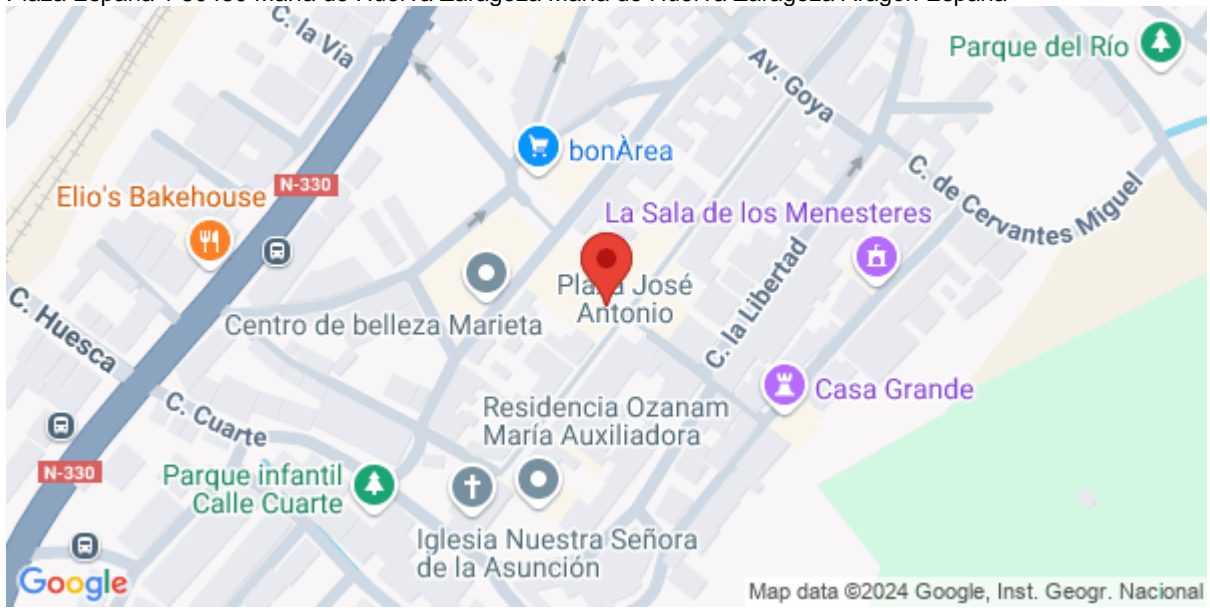 C. la Vía
Parque del Río
Av. Goya
bonÀrea
N-330
Elio's Bakehouse
C. de Cervantes Miguel
La Sala de los Menesteres
Plaza José
Antonio
C. la Libertad
C. Huesca
Centro de belleza Marieta
Casa Grande
C. Cuarte
Residencia Ozanam
María Auxiliadora
N-330
Parque infantil
Calle Cuarte
Iglesia Nuestra Señora
de la Asunción
Google
Map data ©2024 Google, Inst. Geogr. Nacional